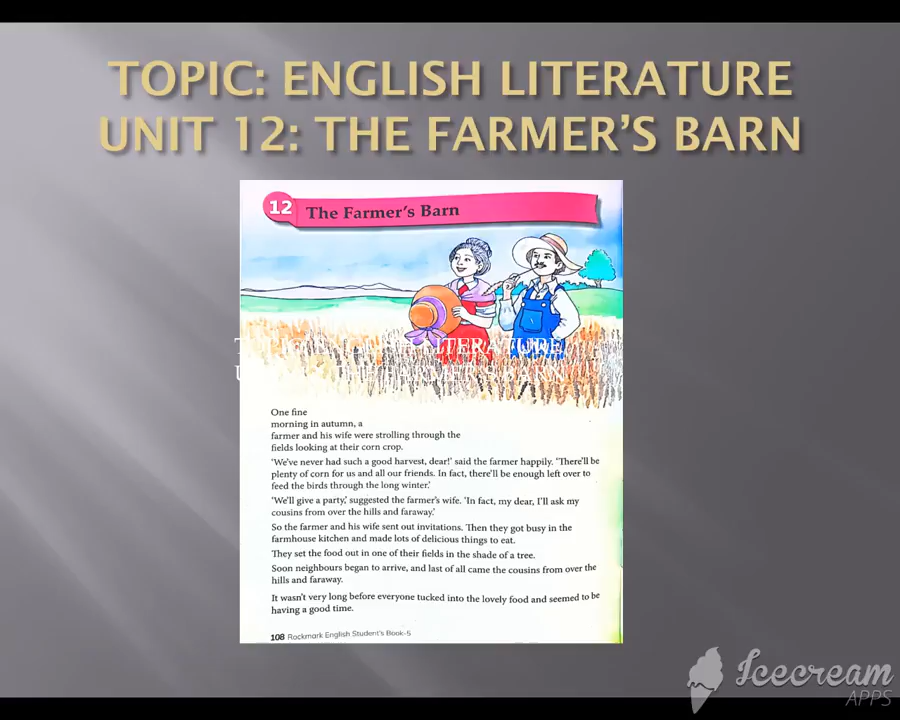 TOPIC: ENGLISH LITERATURE
UNIT 12: THE FARMER'S BARN
12 The Farmer's Barn
LITERATURE
One fine
morning in autumn, a
farmer and his wife were strolling through the
fields looking at their corn crop.
'We've never had such a good harvest, dear!' said the farmer happily. 'There'll be
plenty of corn for us and all our friends. In fact, there'll be enough left over to
feed the birds through the long winter.'
'We'll give a party,' suggested the farmer's wife. 'In fact, my dear, I'll ask my
cousins from over the hills and faraway.'
So the farmer and his wife sent out invitations. Then they got busy in the
farmhouse kitchen and made lots of delicious things to eat.
They set the food out in one of their fields in the shade of a tree.
Soon neighbours began to arrive, and last of all came the cousins from over the
hills and faraway.
It wasn't very long before everyone tucked into the lovely food and seemed to be
having a good time.
108 Rockmark English Student's Book-5
Icecream
APPS